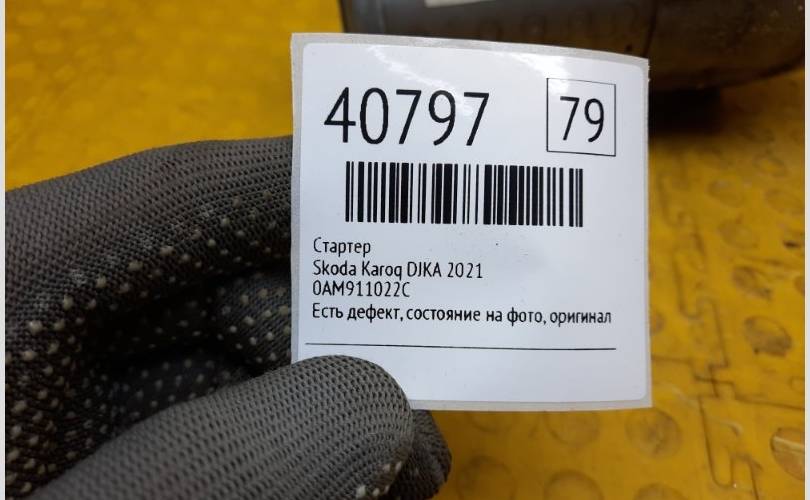 40797 79
Стартер
Skoda Karoq DJKA 2021
0AM911022C
Есть дефект, состояние на фото, оригинал